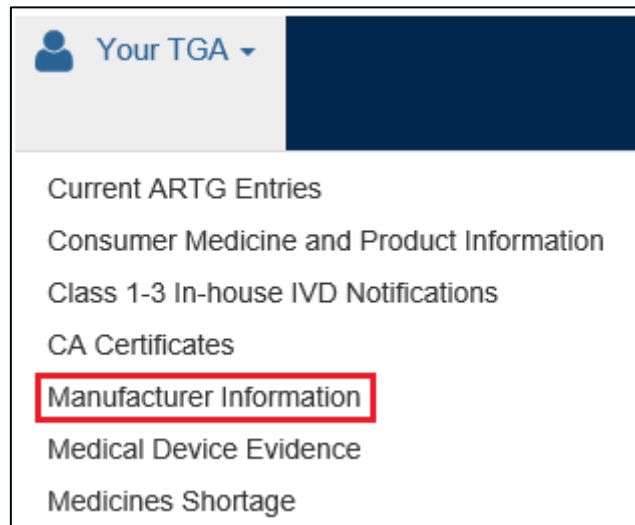 Your TGA
Current ARTG Entries
Consumer Medicine and Product Information
Class 1-3 In-house IVD Notifications
CA Certificates
Manufacturer Information
Medical Device Evidence
Medicines Shortage